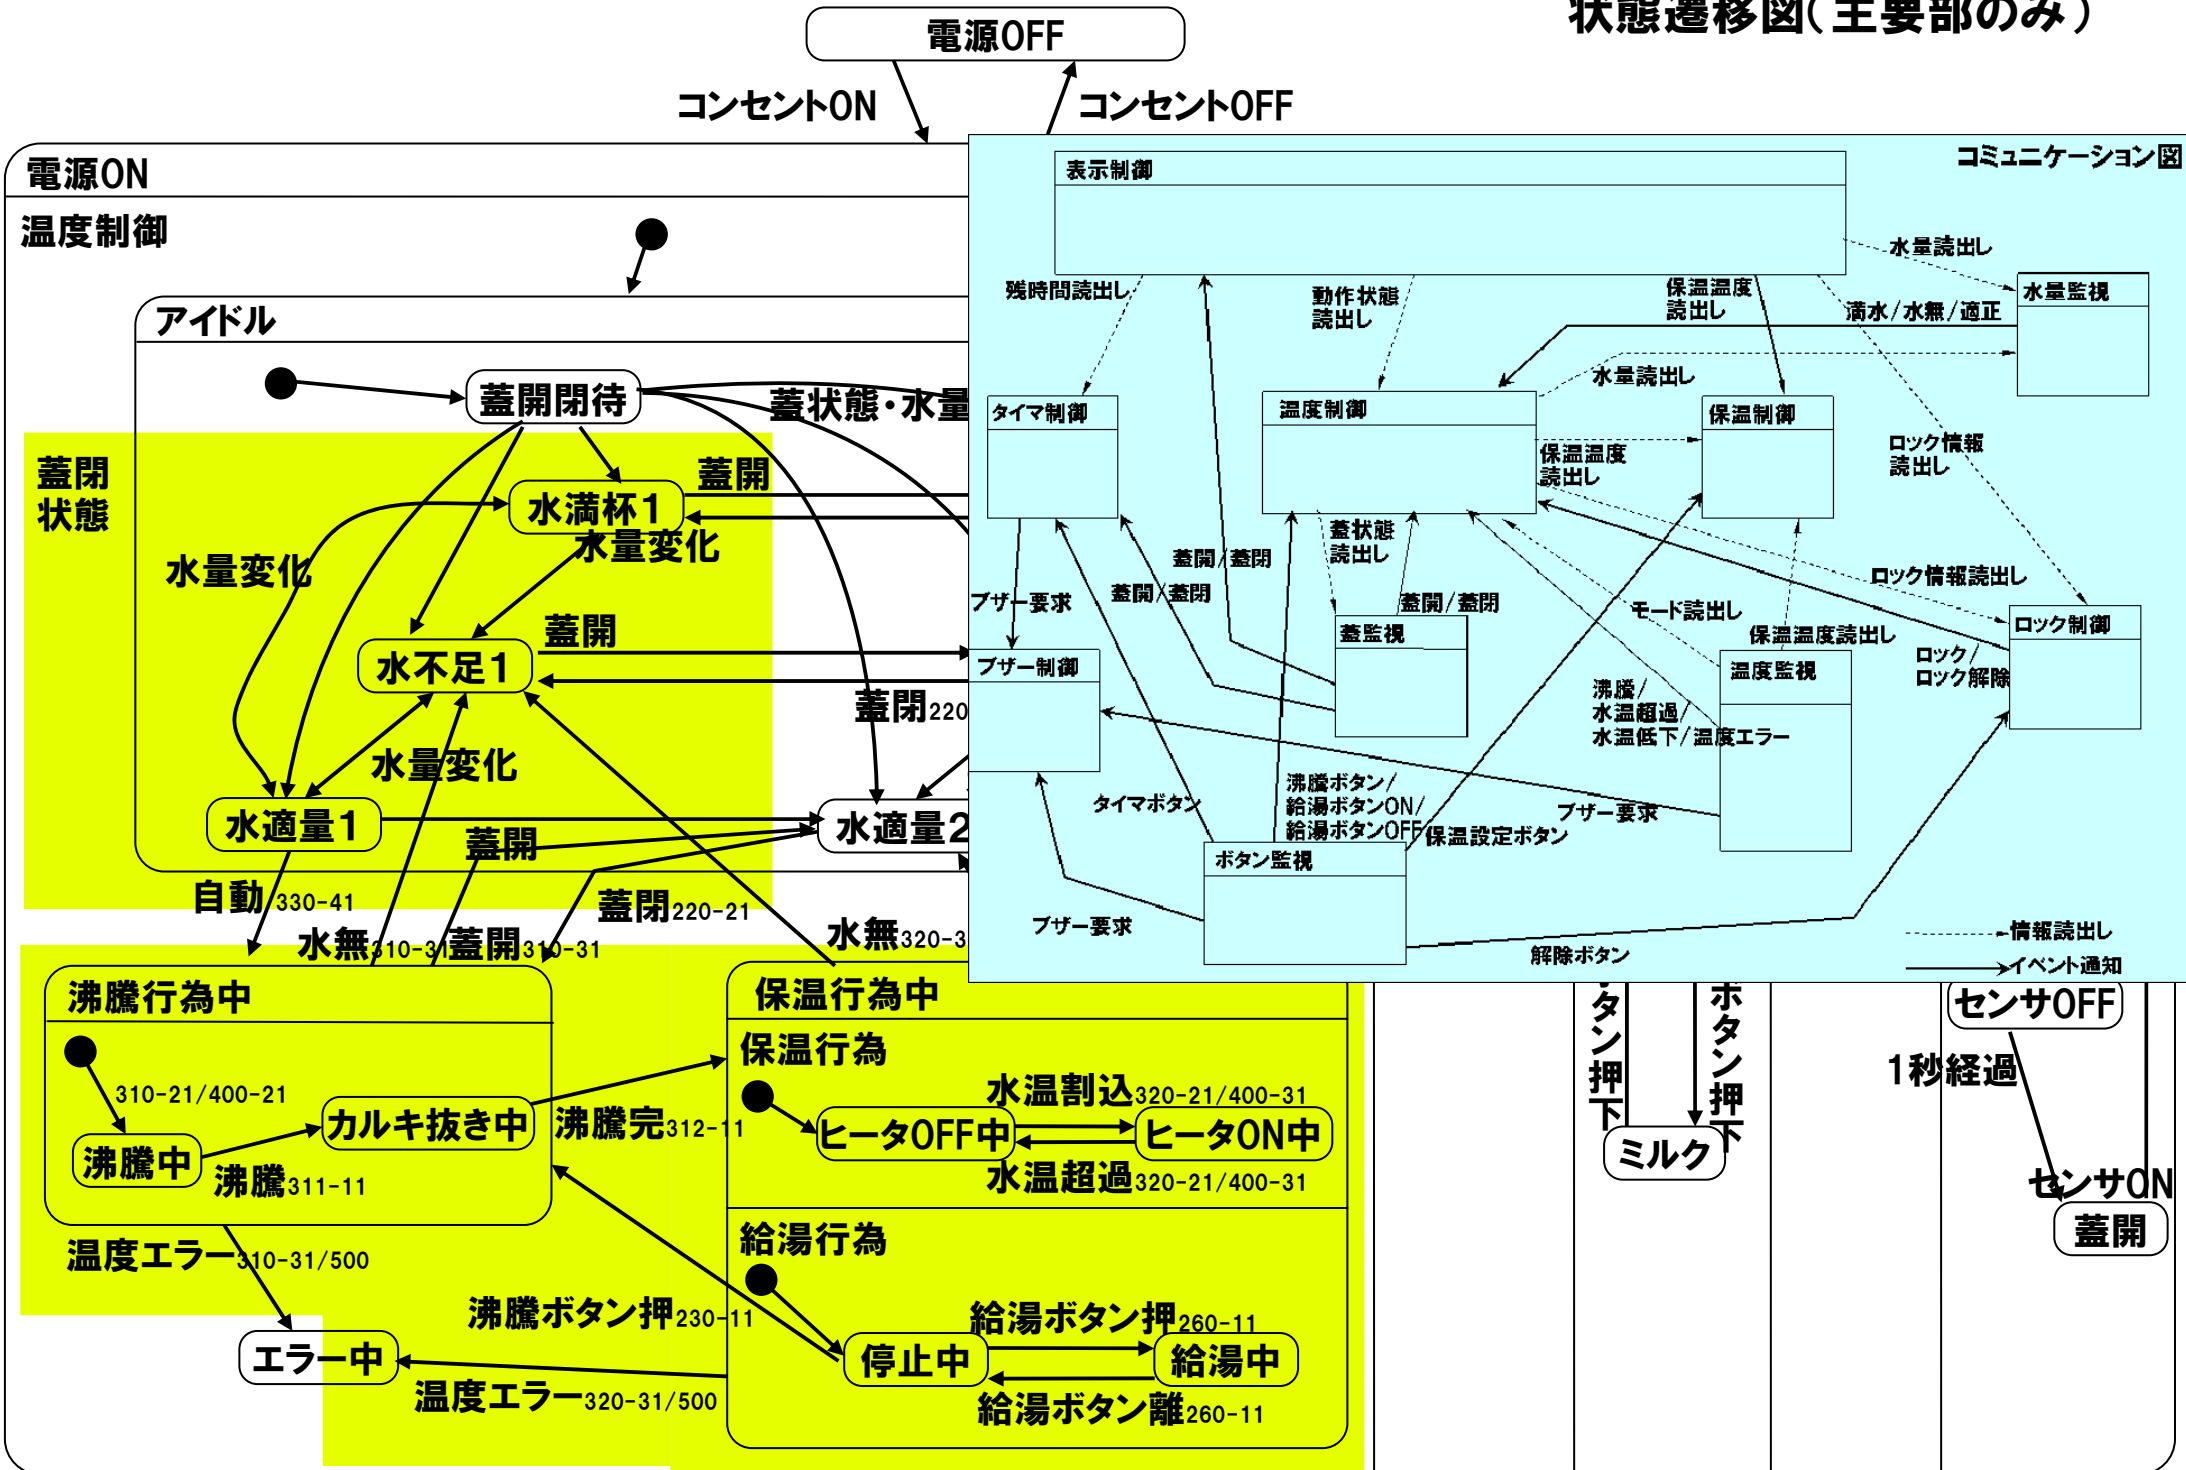 状態遷移図(主要部のみ)
電源OFF
コンセントON
コンセントOFF
電源ON
温度制御
アイドル
蓋開閉待
蓋状態・水量
蓋閉
状態
蓋開
水満杯1
水量変化
水量変化
蓋開
水不足1
蓋閉220
水量変化
水適量1
水適量2
蓋開
自動330-41
蓋閉220-21
水無310-31
蓋開310-31
水無320-3
沸騰行為中
310-21/400-21
カルキ抜き中
沸騰中
沸騰311-11
沸騰完312-11
温度エラー310-31/500
エラー中
沸騰ボタン押230-11
温度エラー320-31/500
保温行為中
保温行為
水温割込320-21/400-31
ヒータOFF中
ヒータON中
水温超過320-21/400-31
給湯行為
給湯ボタン押260-11
停止中
給湯中
給湯ボタン離260-11
タン押下
ボタン押下
ミルク
センサOFF
1秒経過
センサON
蓋開
コミュニケーション図
表示制御
水量読出し
残時間読出し
動作状態
読出し
保温温度
読出し
水量監視
満水/水無/適正
水量読出し
タイマ制御
温度制御
保温制御
保温温度
読出し
ロック情報
読出し
蓋状態
読出し
蓋開/蓋閉
蓋開/蓋閉
蓋開/蓋閉
ブザー要求
ロック情報読出し
モード読出し
保温温度読出し
蓋監視
ロック制御
ブザー制御
温度監視
ロック/
ロック解除
沸騰/
水温超過/
水温低下/温度エラー
タイマボタン
沸騰ボタン/
給湯ボタンON/
給湯ボタンOFF
保温設定ボタン
ブザー要求
ボタン監視
ブザー要求
解除ボタン
情報読出し
イベント通知